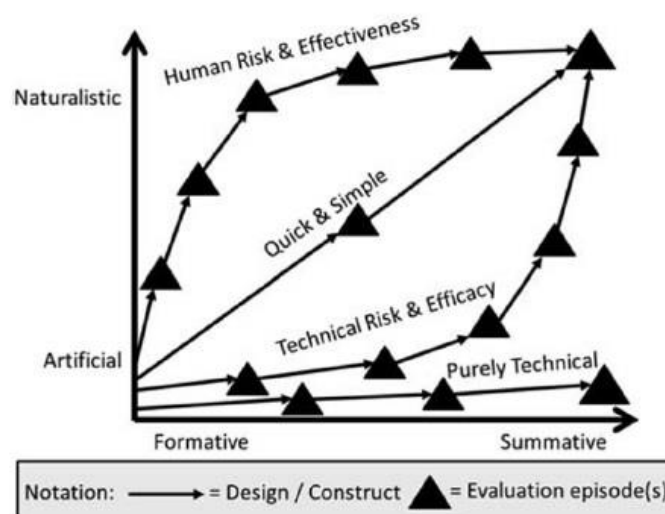 Human Risk & Effectiveness
Naturalistic
Quick & Simple
Technical Risk & Efficacy
Artificial
Purely Technical
Formative
Summative
Notation: = Design / Construct = Evaluation episode(s)